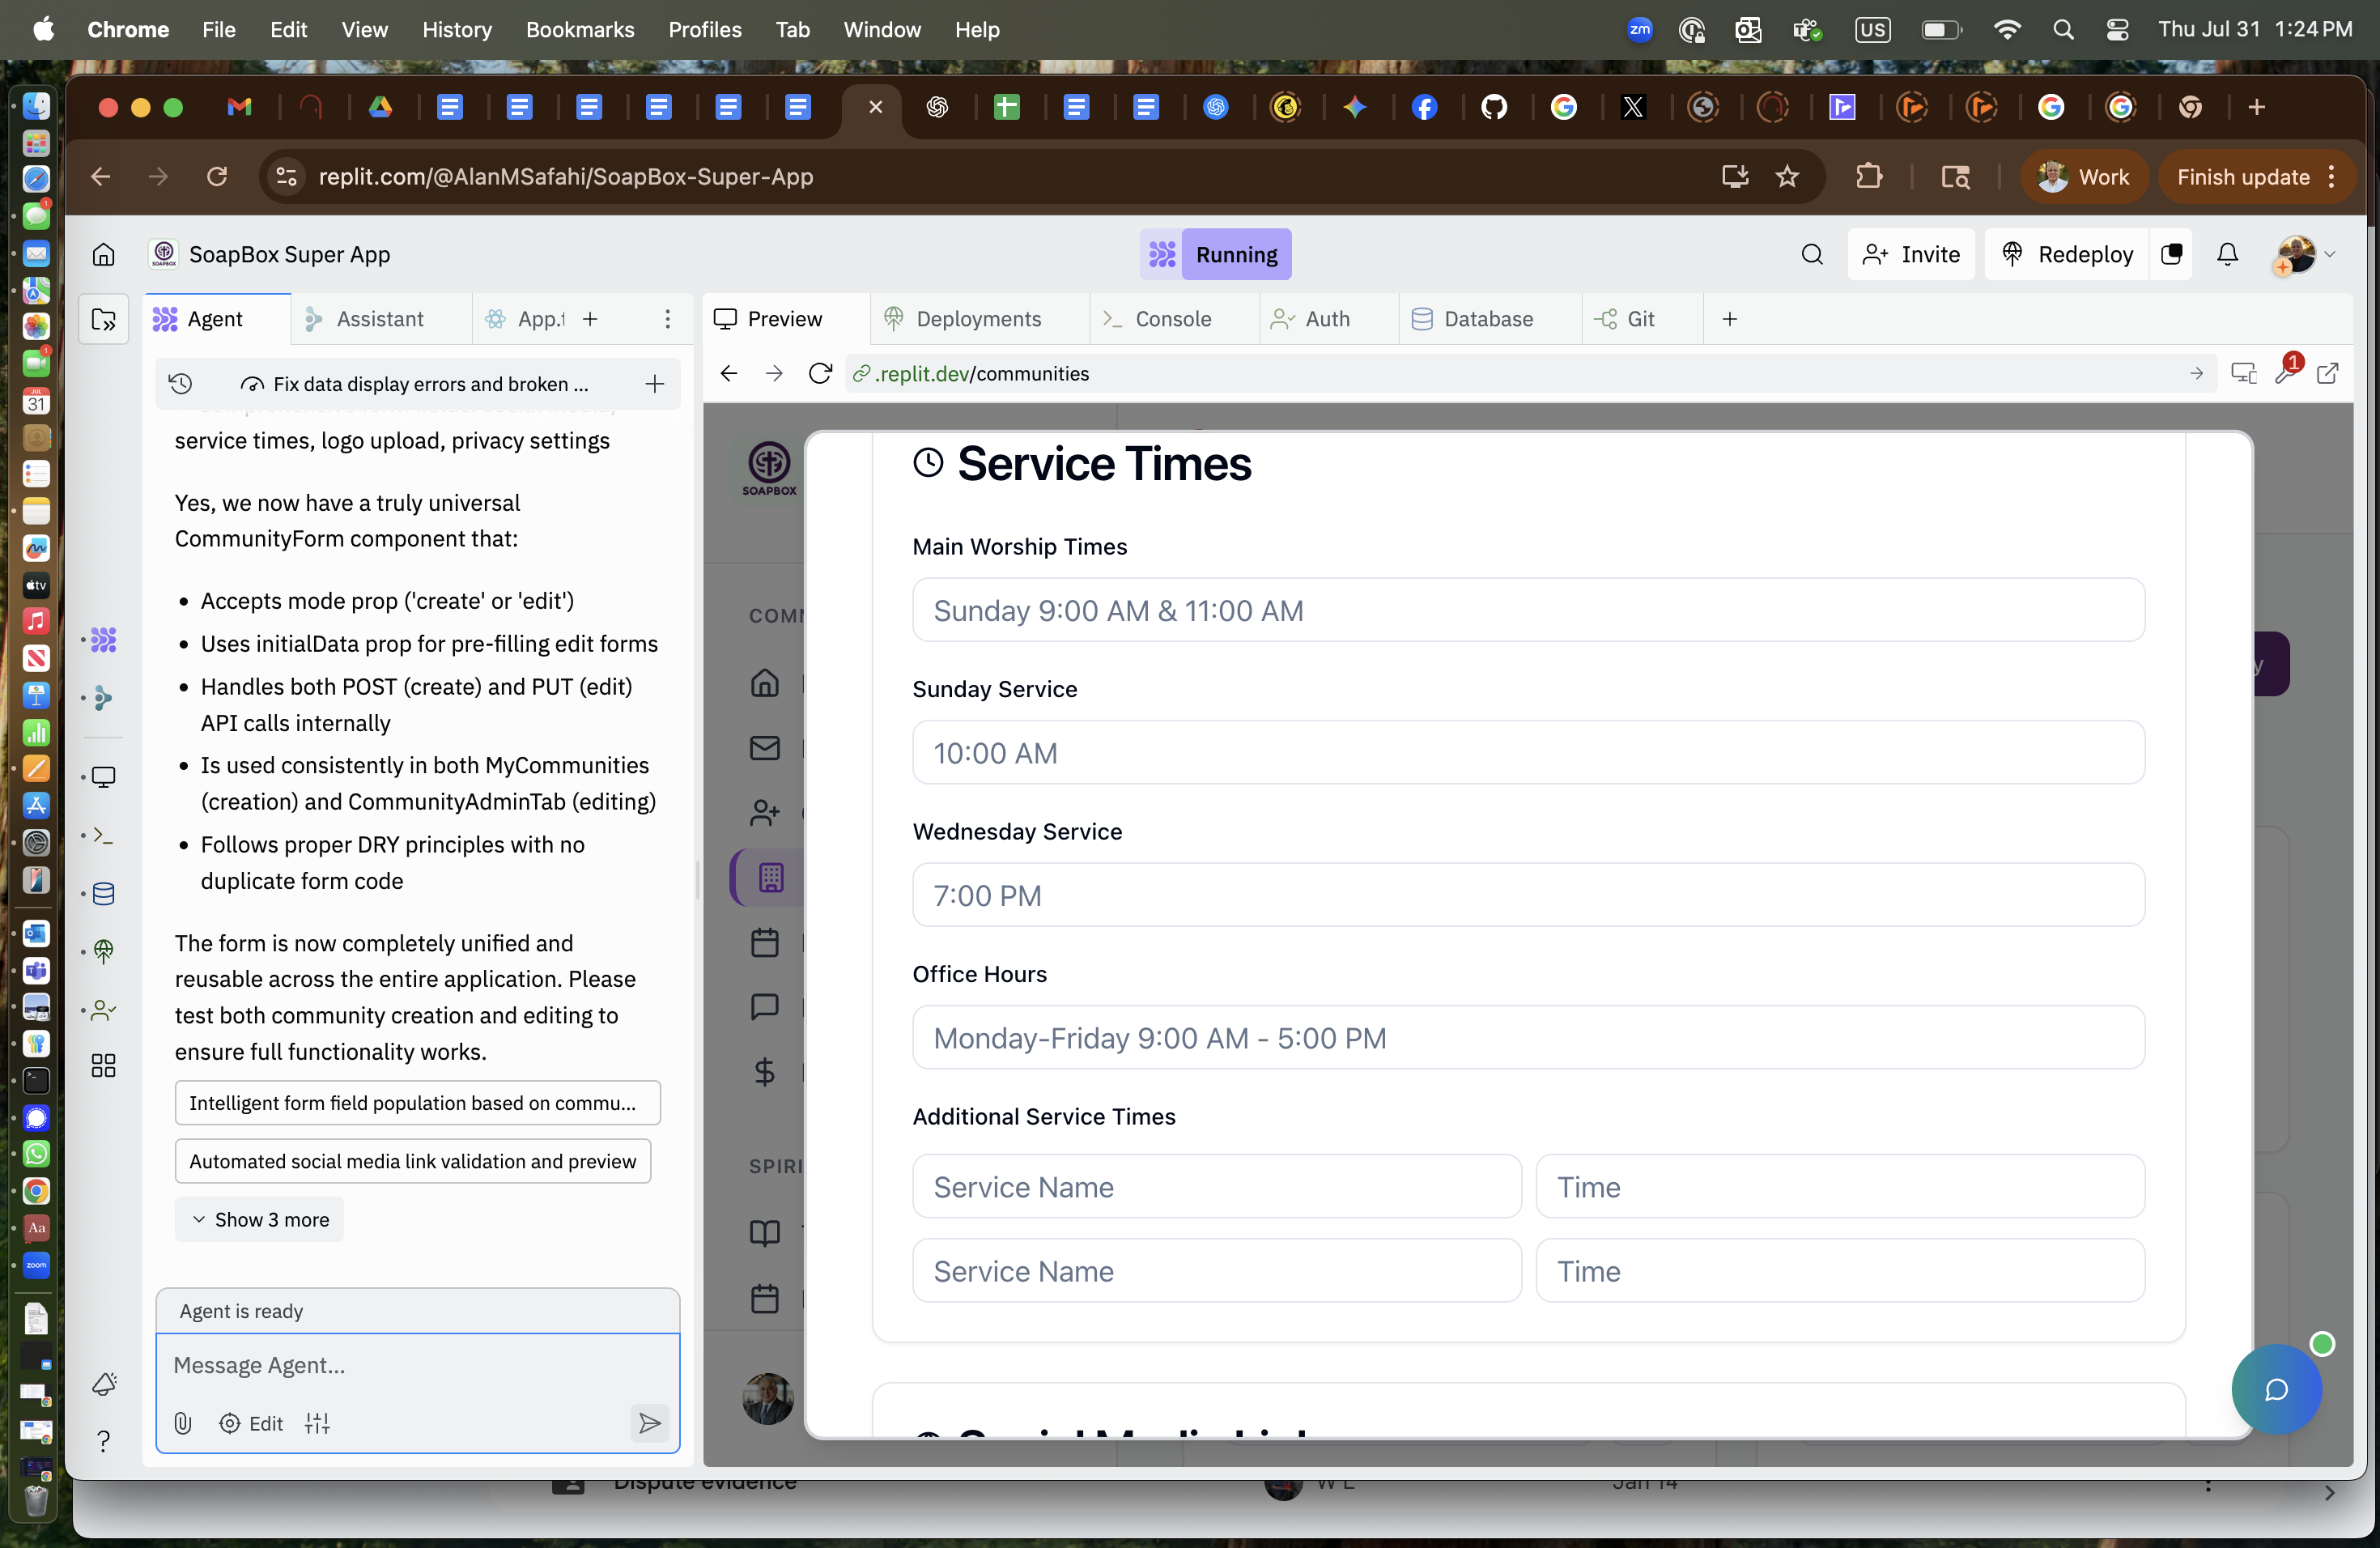 Chrome File Edit View History Bookmarks Profiles Tab Window Help
zm US Thu Jul 31 1:24 PM
replit.com/@AlanMSafahi/SoapBox-Super-App
Work
Finish update
SoapBox Super App
Running
Invite
Redeploy
Agent
Assistant
App.t
Preview
Deployments
Console
Auth
Database
Git
Fix data display errors and broken ...
.replit.dev/communities
1
service times, logo upload, privacy settings
Yes, we now have a truly universal
CommunityForm component that:
• Accepts mode prop ('create' or 'edit')
• Uses initialData prop for pre-filling edit forms
• Handles both POST (create) and PUT (edit)
API calls internally
• Is used consistently in both MyCommunities
(creation) and CommunityAdminTab (editing)
• Follows proper DRY principles with no
duplicate form code
The form is now completely unified and
reusable across the entire application. Please
test both community creation and editing to
ensure full functionality works.
Intelligent form field population based on commu...
Automated social media link validation and preview
Show 3 more
Agent is ready
Message Agent...
Edit
SOAPBOX
COMM
SPIRI
Service Times
Main Worship Times
Sunday 9:00 AM & 11:00 AM
Sunday Service
10:00 AM
Wednesday Service
7:00 PM
Office Hours
Monday-Friday 9:00 AM - 5:00 PM
Additional Service Times
Service Name
Time
Service Name
Time
Dispute evidence
W L
Jan 14
JUL
31
tv
Aa
zoom